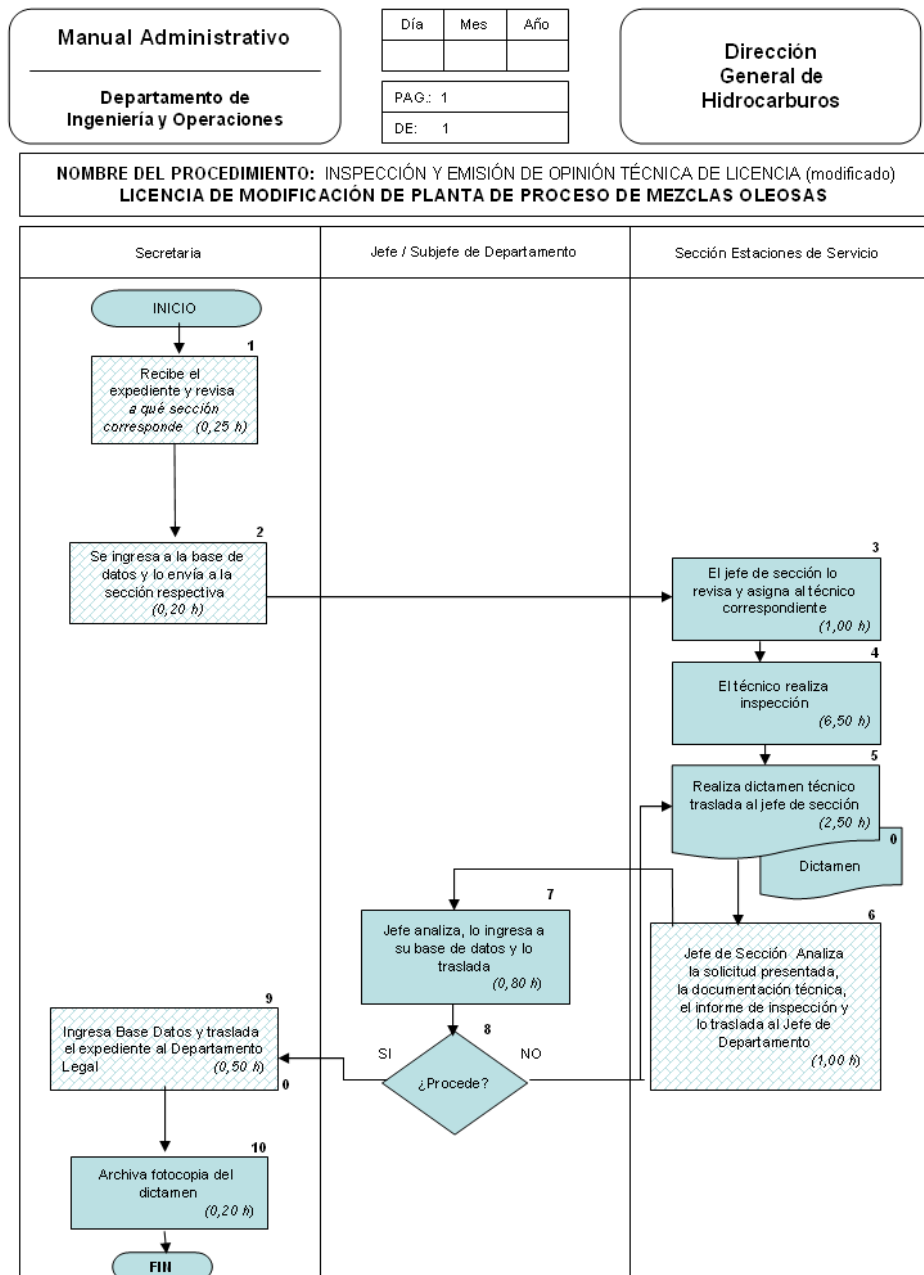 Manual Administrativo
Departamento de
Ingeniería y Operaciones
Día Mes Año
PAG.: 1
DE: 1
Dirección
General de
Hidrocarburos
NOMBRE DEL PROCEDIMIENTO: INSPECCIÓN Y EMISIÓN DE OPINIÓN TÉCNICA DE LICENCIA (modificado)
LICENCIA DE MODIFICACIÓN DE PLANTA DE PROCESO DE MEZCLAS OLEOSAS
Secretaria
Jefe / Subjefe de Departamento
Sección Estaciones de Servicio
INICIO
1
Recibe el
expediente y revisa
a qué sección
corresponde (0,25 h)
2
Se ingresa a la base de
datos y lo envía a la
sección respectiva
(0,20 h)
3
El jefe de sección lo
revisa y asigna al técnico
correspondiente
(1,00 h)
4
El técnico realiza
inspección
(6,50 h)
5
Realiza dictamen técnico
traslada al jefe de sección
(2,50 h)
0
Dictamen
6
Jefe de Sección Analiza
la solicitud presentada,
la documentación técnica,
el informe de inspección y
lo traslada al Jefe de
Departamento
(1,00 h)
7
Jefe analiza, lo ingresa a
su base de datos y lo
traslada
(0,80 h)
8
SI
NO
¿Procede?
9
Ingresa Base Datos y traslada
el expediente al Departamento
Legal (0,50 h)
0
10
Archiva fotocopia del
dictamen
(0,20 h)
FIN